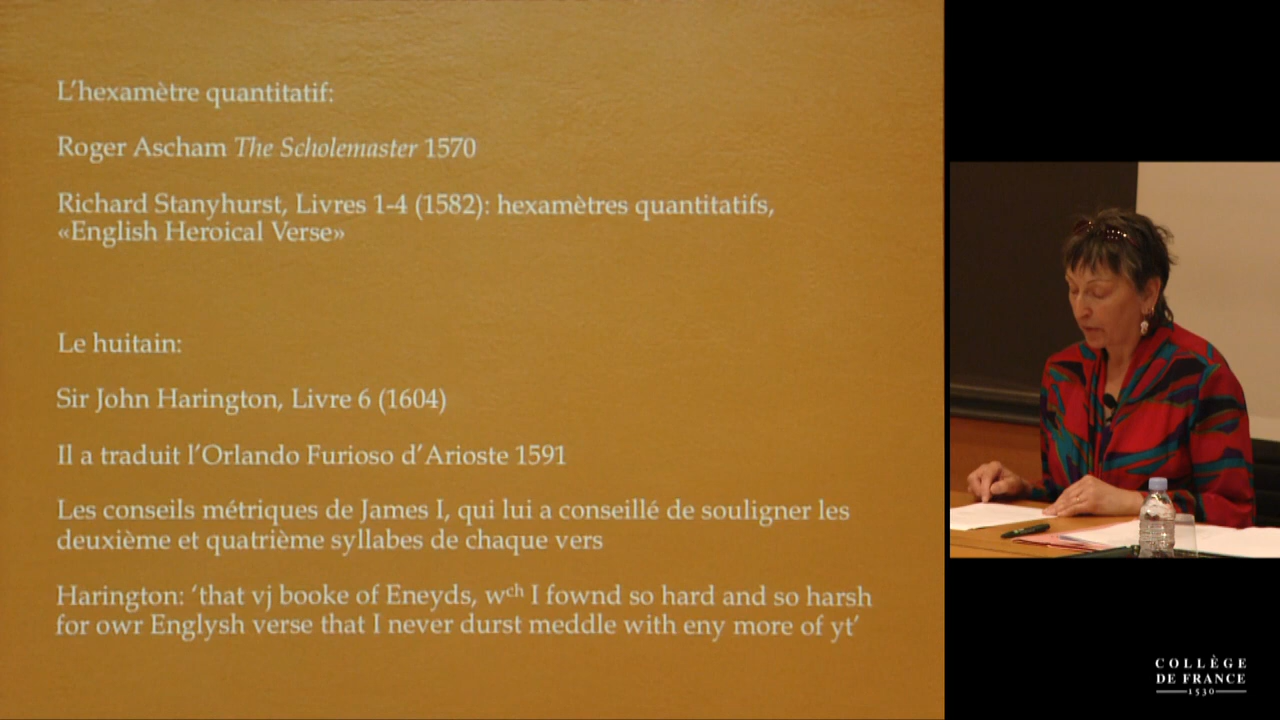 L'hexamètre quantitatif:
Roger Ascham The Scholemaster 1570
Richard Stanyhurst, Livres 1-4 (1582): hexamètres quantitatifs,
«English Heroical Verse»
Le huitain:
Sir John Harington, Livre 6 (1604)
Il a traduit l'Orlando Furioso d'Arioste 1591
Les conseils métriques de James I, qui lui a conseillé de souligner les
deuxième et quatrième syllabes de chaque vers
Harington: 'that vj booke of Eneyds, wch I fownd so hard and so harsh
for owr Englysh verse that I never durst meddle with eny more of yt'
COLLÈGE
DE FRANCE
1530